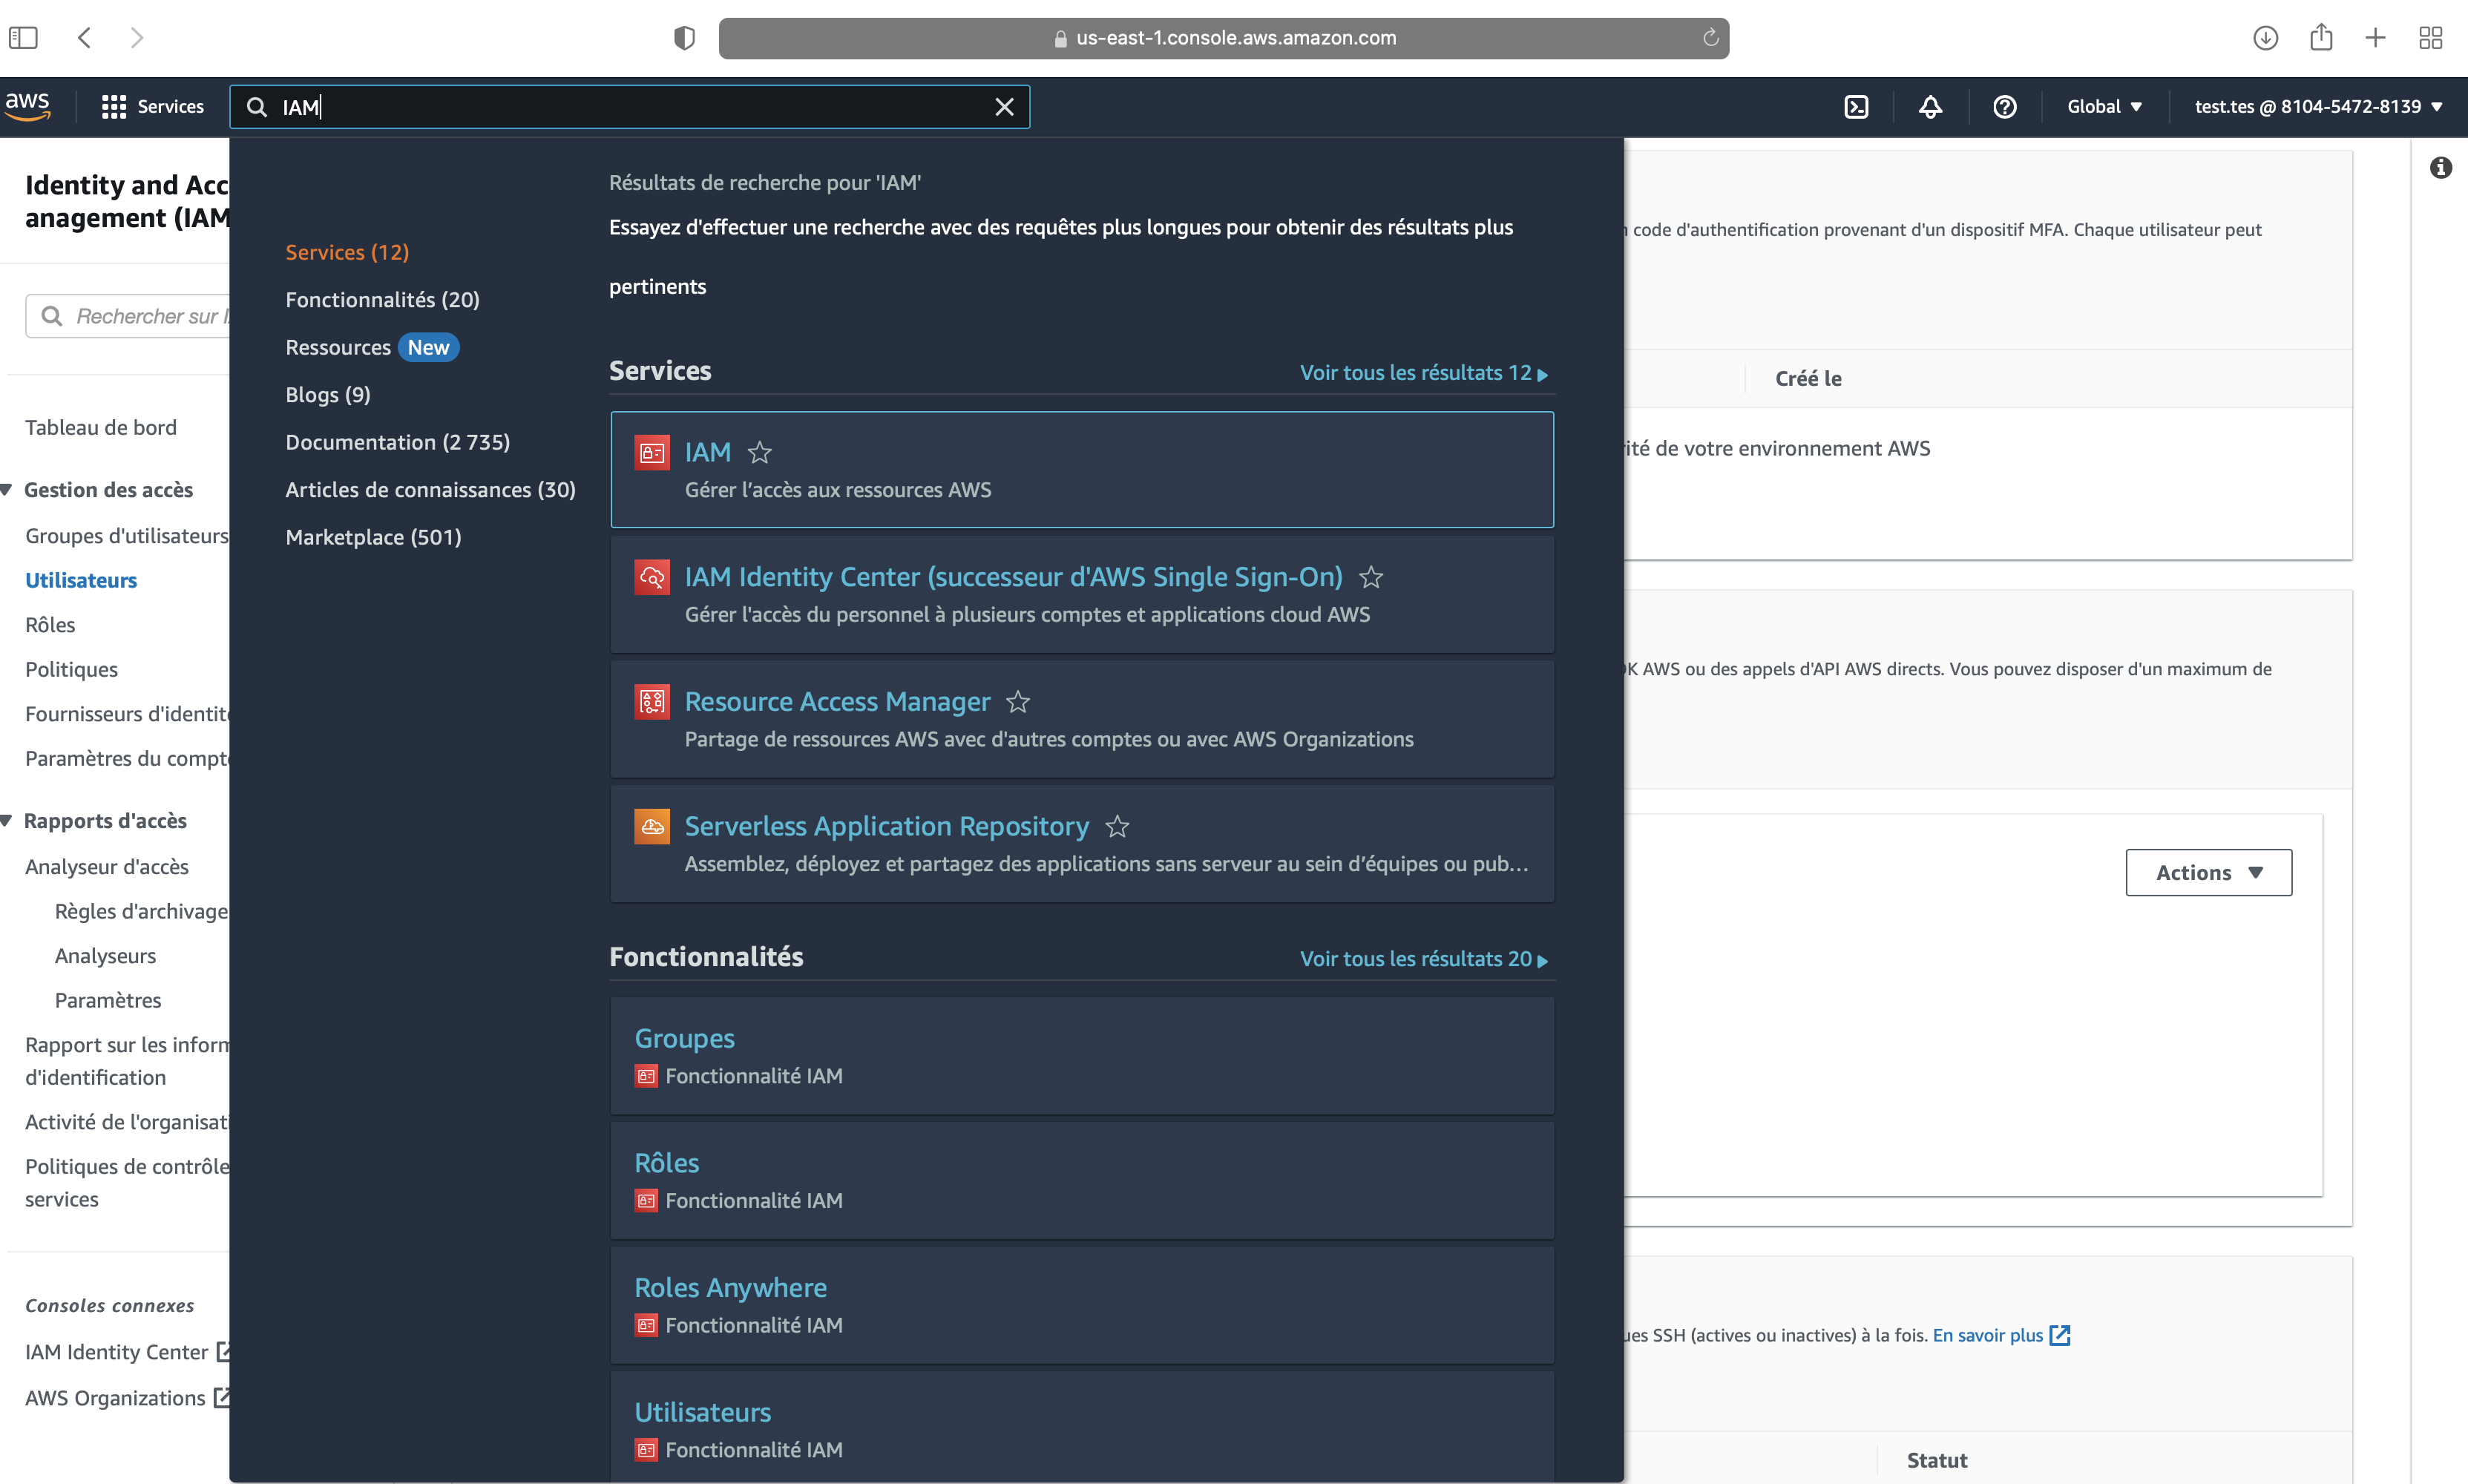 us-east-1.console.aws.amazon.com
aws
Services
IAM
Global
test.tes @ 8104-5472-8139
Identity and Acc
anagement (IAM
Rechercher sur I
Tableau de bord
Gestion des accès
Groupes d'utilisateurs
Utilisateurs
Rôles
Politiques
Fournisseurs d'identité
Paramètres du compte
Rapports d'accès
Analyseur d'accès
Règles d'archivage
Analyseurs
Paramètres
Rapport sur les inform
d'identification
Activité de l'organisati
Politiques de contrôle
services
Consoles connexes
IAM Identity Center
AWS Organizations
Services (12)
Fonctionnalités (20)
Ressources New
Blogs (9)
Documentation (2 735)
Articles de connaissances (30)
Marketplace (501)
Résultats de recherche pour 'IAM'
Essayez d'effectuer une recherche avec des requêtes plus longues pour obtenir des résultats plus
pertinents
Services
Voir tous les résultats 12
IAM
Gérer l’accès aux ressources AWS
IAM Identity Center (successeur d'AWS Single Sign-On)
Gérer l'accès du personnel à plusieurs comptes et applications cloud AWS
Resource Access Manager
Partage de ressources AWS avec d'autres comptes ou avec AWS Organizations
Serverless Application Repository
Assemblez, déployez et partagez des applications sans serveur au sein d’équipes ou pub…
Fonctionnalités
Voir tous les résultats 20
Groupes
Fonctionnalité IAM
Rôles
Fonctionnalité IAM
Roles Anywhere
Fonctionnalité IAM
Utilisateurs
Fonctionnalité IAM
code d'authentification provenant d'un dispositif MFA. Chaque utilisateur peut
Créé le
rité de votre environnement AWS
K AWS ou des appels d'API AWS directs. Vous pouvez disposer d'un maximum de
Actions
ues SSH (actives ou inactives) à la fois. En savoir plus
Statut